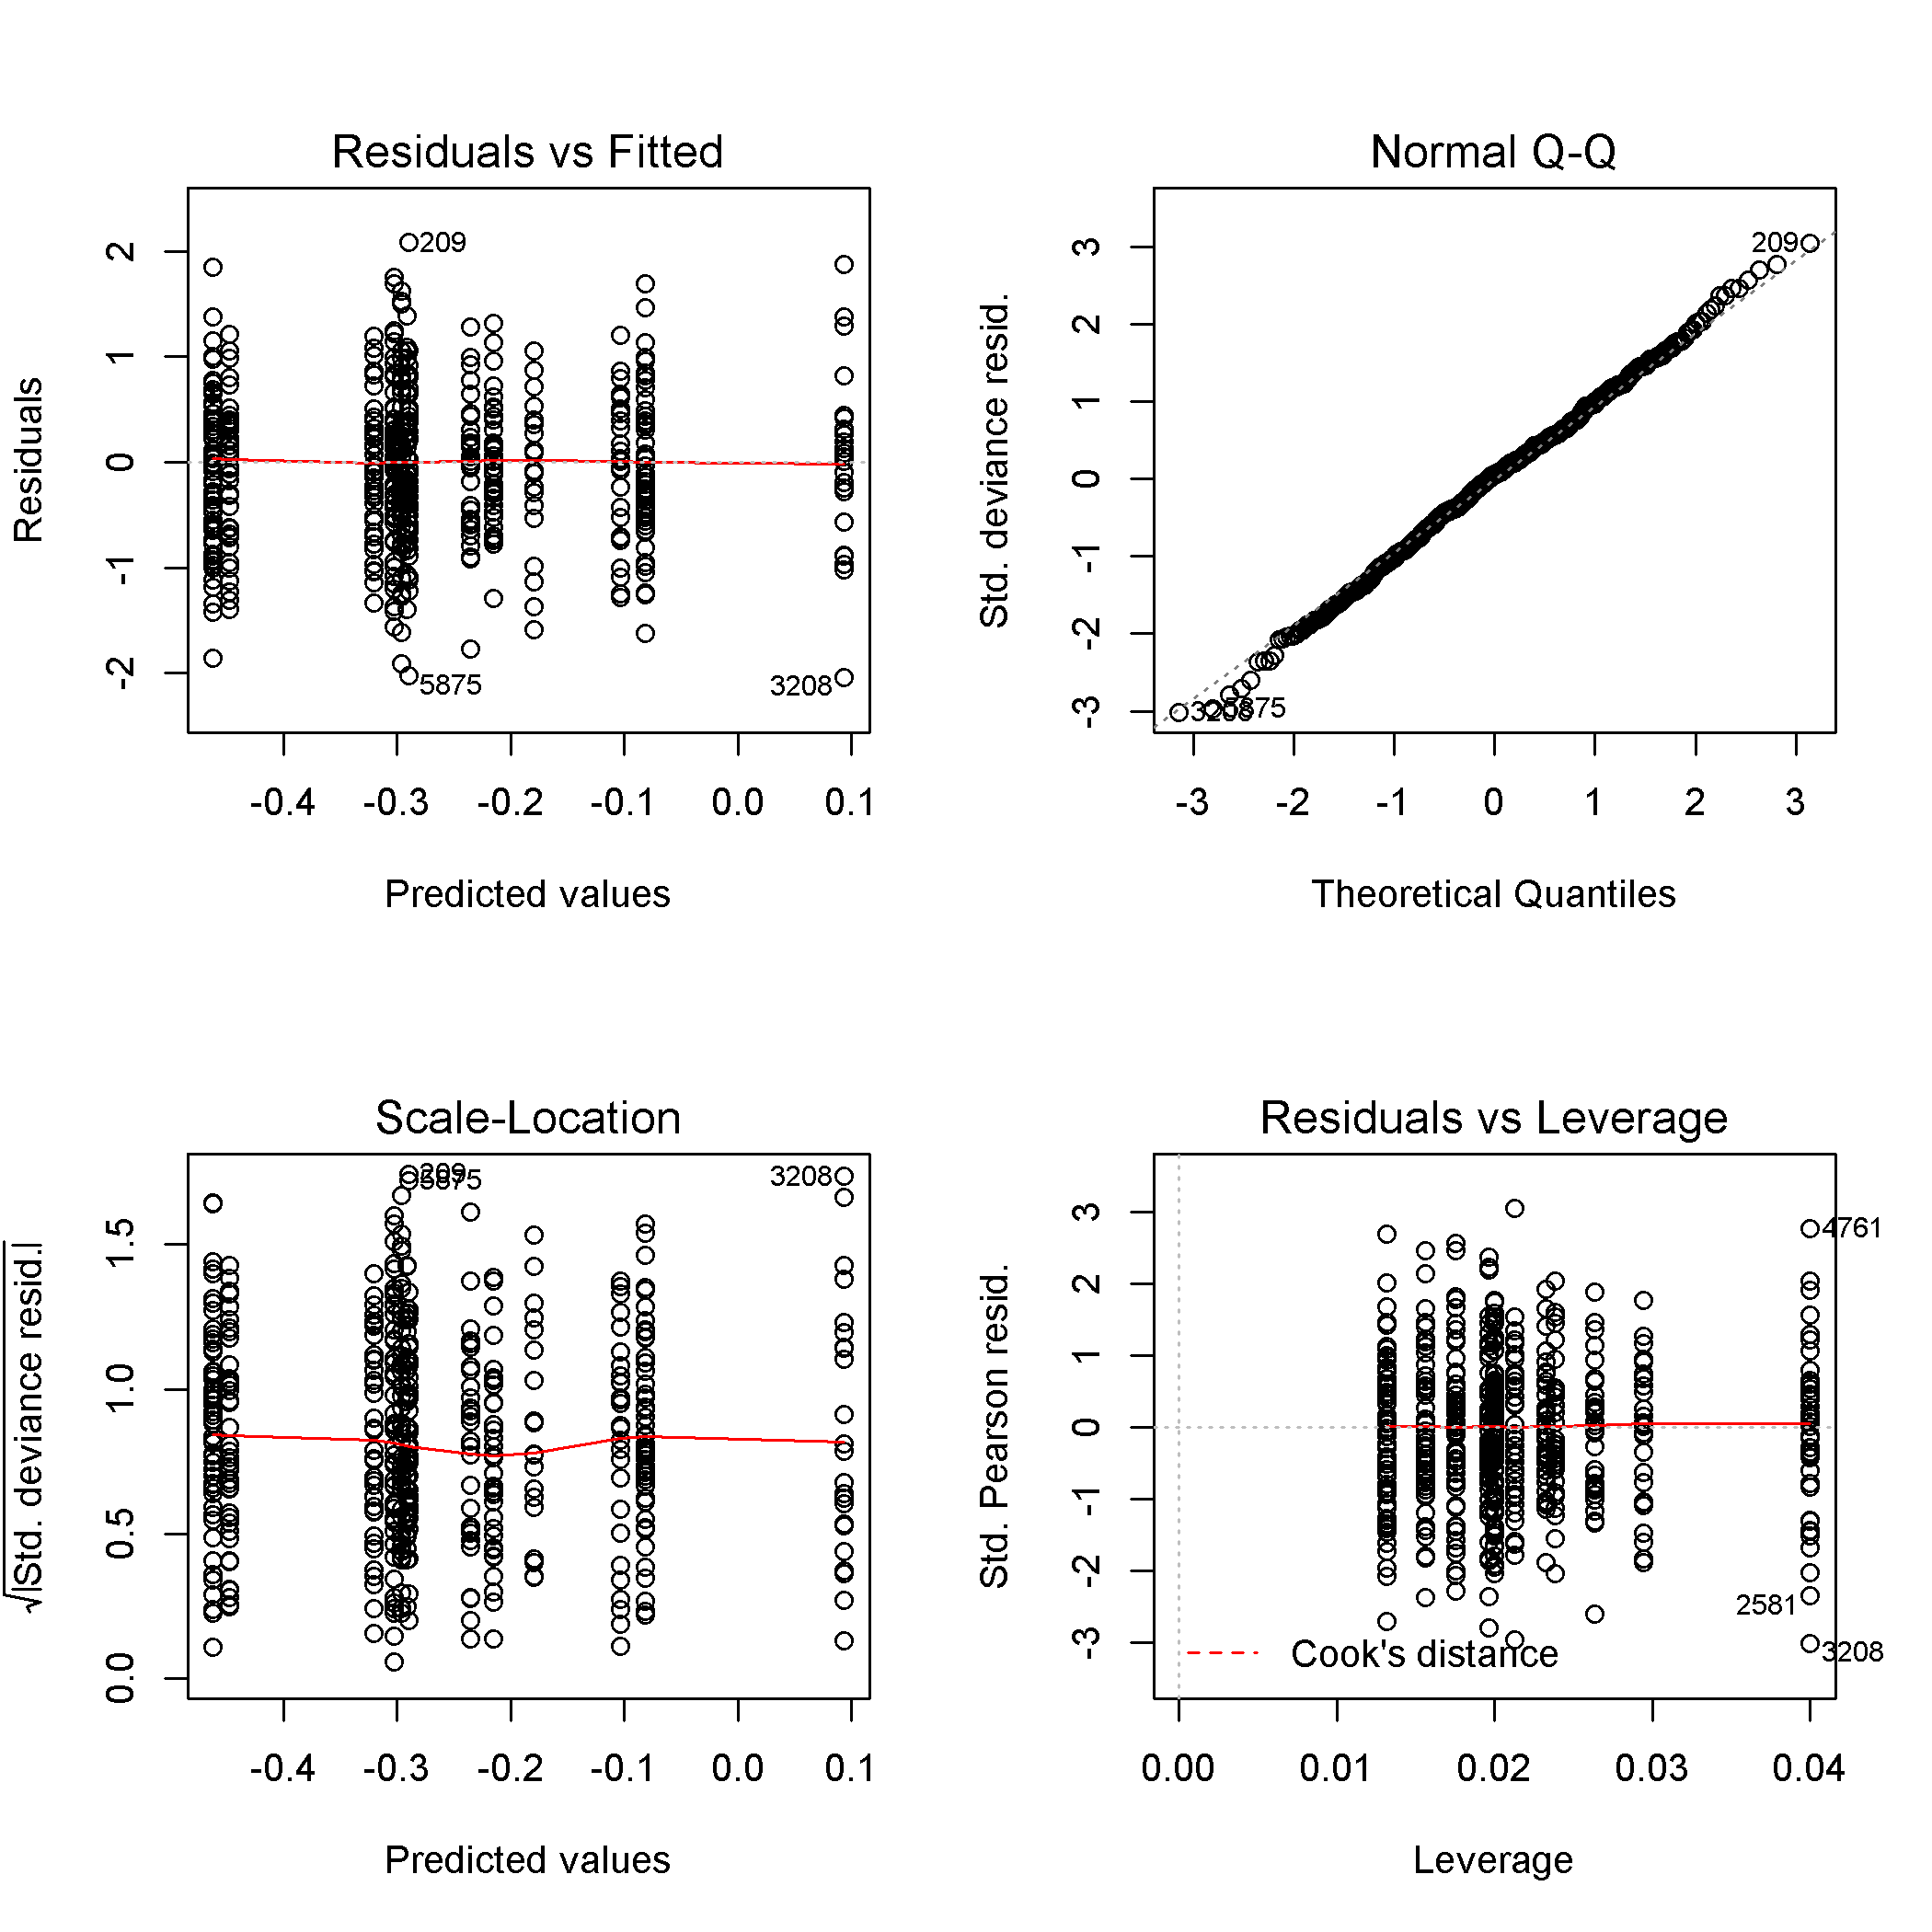 Residuals vs Fitted
Residuals
2
1
0
-1
-2
209
5875
3208
-0.4 -0.3 -0.2 -0.1 0.0 0.1
Predicted values
Normal Q-Q
Std. deviance resid.
3
2
1
0
-1
-2
-3
209
3208
5875
-3 -2 -1 0 1 2 3
Theoretical Quantiles
Scale-Location
√|Std. deviance resid.|
1.5
1.0
0.5
0.0
209
5875
3208
-0.4 -0.3 -0.2 -0.1 0.0 0.1
Predicted values
Residuals vs Leverage
Std. Pearson resid.
3
2
1
0
-1
-2
-3
4761
2581
3208
Cook's distance
0.00 0.01 0.02 0.03 0.04
Leverage